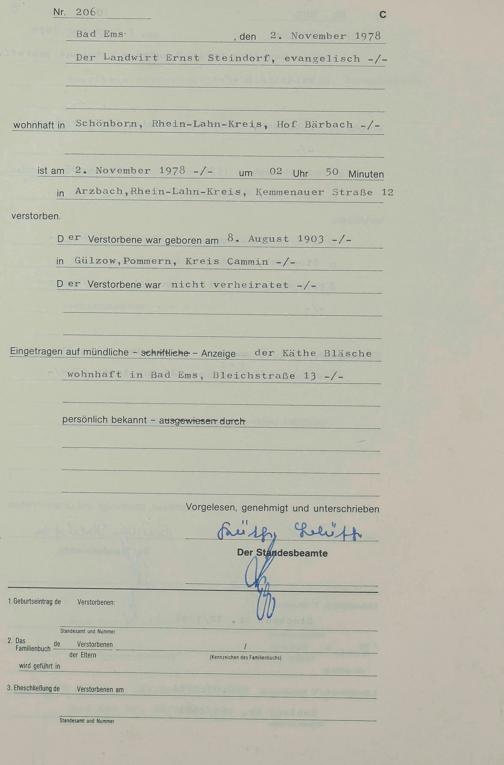 Nr. 206 C
Bad Ems , den 2. November 1978
Der Landwirt Ernst Steindorf, evangelisch -/-
wohnhaft in Schönborn, Rhein-Lahn-Kreis, Hof Bärbach -/-
ist am 2. November 1978 -/- um 02 Uhr 50 Minuten
in Arzbach,Rhein-Lahn-Kreis, Kemmenauer Straße 12
verstorben.
D er Verstorbene war geboren am 8. August 1903 -/-
in Gülzow,Pommern, Kreis Cammin -/-
D er Verstorbene war nicht verheiratet -/-
Eingetragen auf mündliche – schriftliche – Anzeige der Käthe Bläsche
wohnhaft in Bad Ems, Bleichstraße 13 -/-
persönlich bekannt – ausgewiesen durch
Vorgelesen, genehmigt und unterschrieben
Der Standesbeamte
1. Geburtseintrag de Verstorbenen:
Standesamt und Nummer
2. Das Familienbuch de Verstorbenen /
der Eltern (Kennzeichen des Familienbuchs)
wird geführt in
3. Eheschließung de Verstorbenen am
Standesamt und Nummer